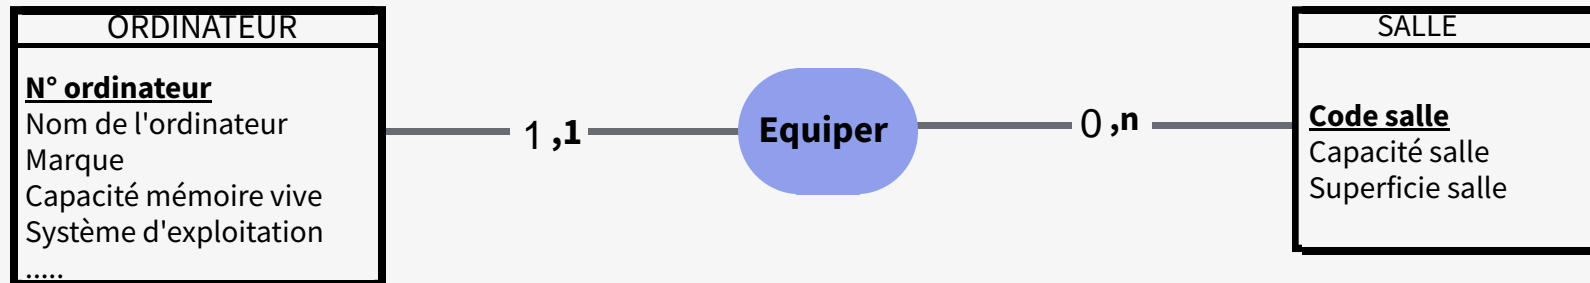 ORDINATEUR
N° ordinateur
Nom de l'ordinateur
Marque
Capacité mémoire vive
Système d'exploitation
.....
1 ,1
Equiper
0 ,n
SALLE
Code salle
Capacité salle
Superficie salle